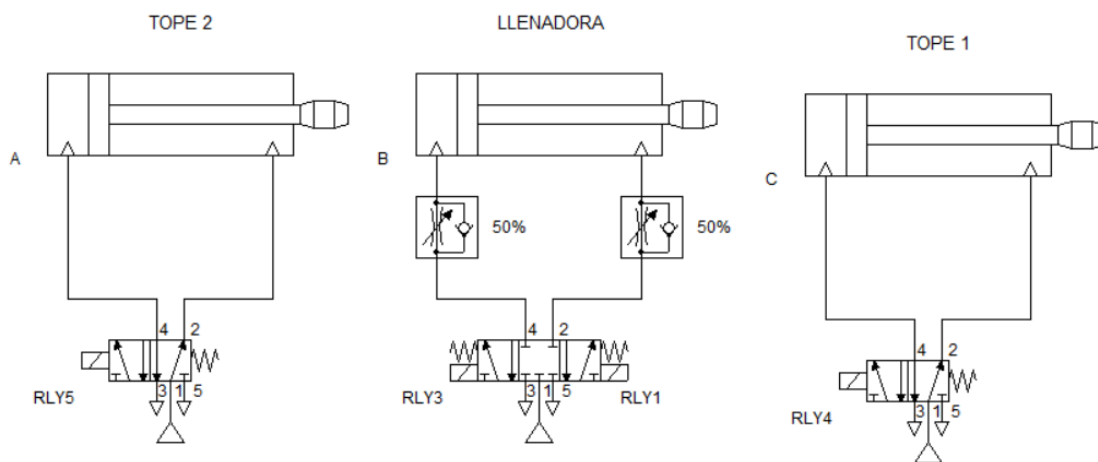 TOPE 2
LLENADORA
TOPE 1
A
B
C
50%
50%
4 2
4 2
4 2
RLY5
3 1 5
RLY3
3 1 5
RLY1
RLY4
3 1 5